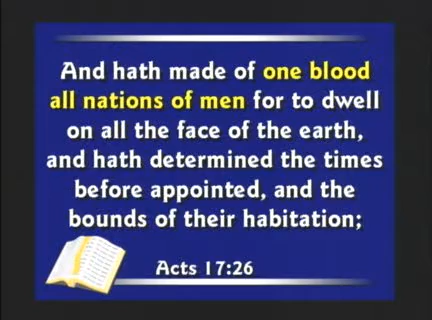 And hath made of one blood
all nations of men for to dwell
on all the face of the earth,
and hath determined the times
before appointed, and the
bounds of their habitation;
Acts 17:26